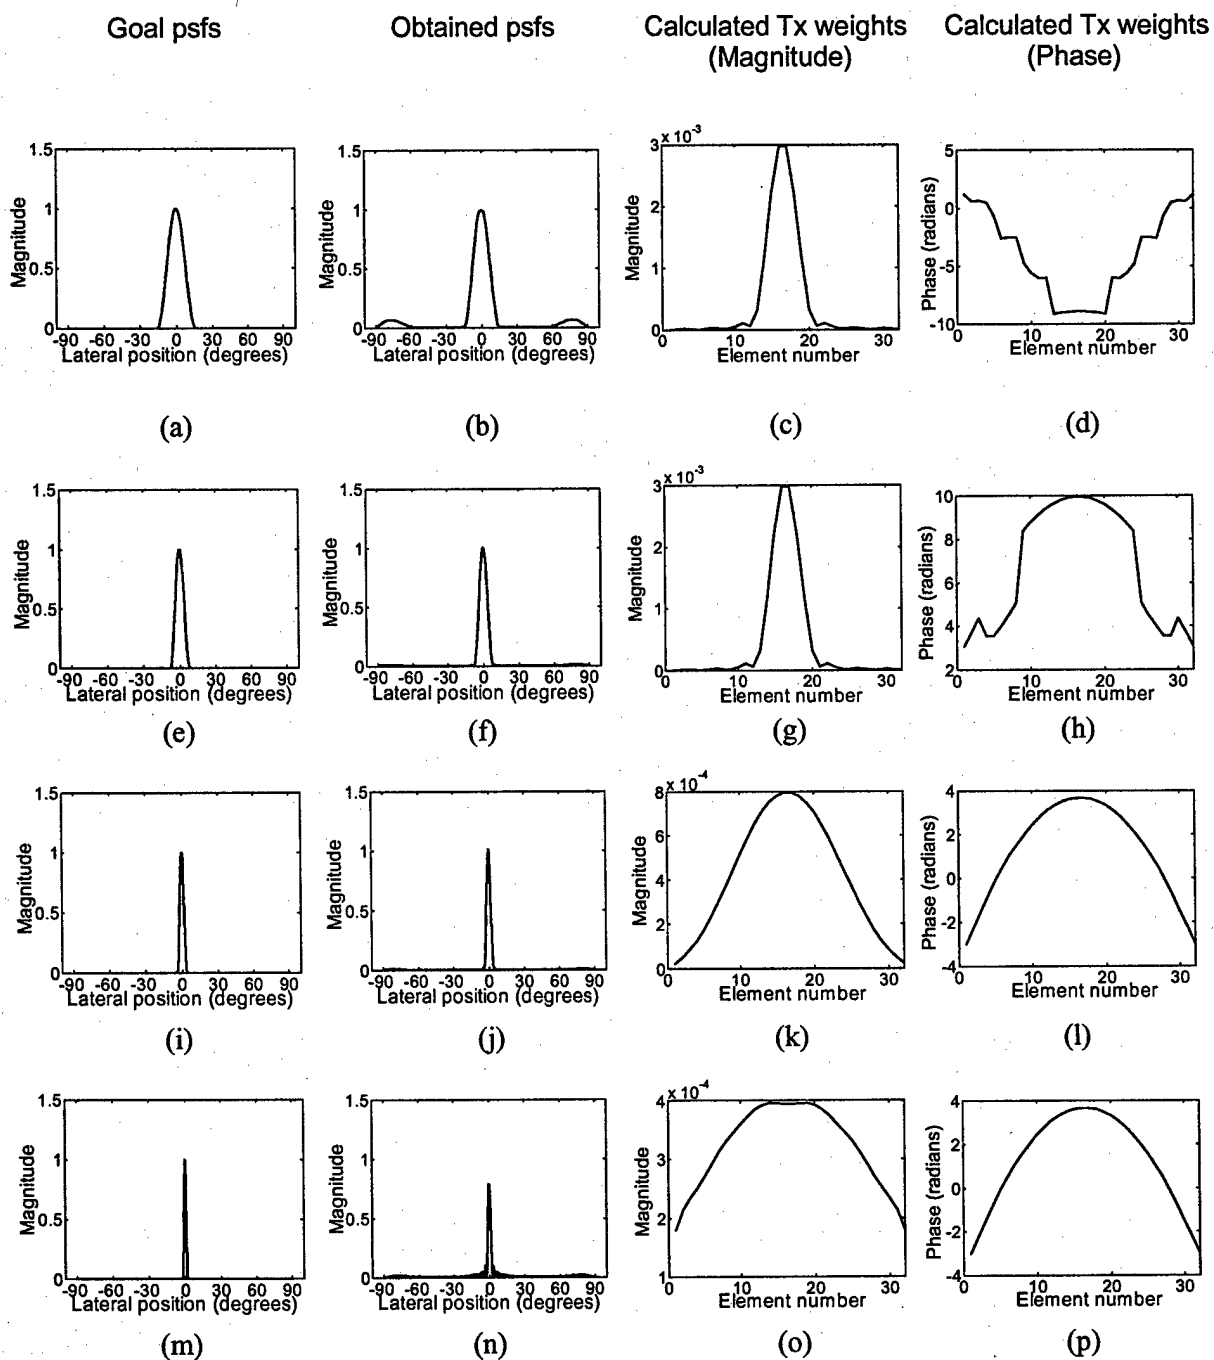 Goal psfs
Obtained psfs
Calculated Tx weights
(Magnitude)
Calculated Tx weights
(Phase)
1.5
1
0.5
0
Magnitude
-90 -60 -30 0 30 60 90
Lateral position (degrees)
(a)
1.5
1
0.5
0
Magnitude
-90 -60 -30 0 30 60 90
Lateral position (degrees)
(b)
3 x 10-3
2
1
0
Magnitude
0 10 20 30
Element number
(c)
5
0
-5
-10
Phase (radians)
0 10 20 30
Element number
(d)
1.5
1
0.5
0
Magnitude
-90 -60 -30 0 30 60 90
Lateral position (degrees)
(e)
1.5
1
0.5
0
Magnitude
-90 -60 -30 0 30 60 90
Lateral position (degrees)
(f)
3 x 10-3
2
1
0
Magnitude
0 10 20 30
Element number
(g)
10
8
6
4
2
Phase (radians)
0 10 20 30
Element number
(h)
1.5
1
0.5
0
Magnitude
-90 -60 -30 0 30 60 90
Lateral position (degrees)
(i)
1.5
1
0.5
0
Magnitude
-90 -60 -30 0 30 60 90
Lateral position (degrees)
(j)
8 x 10-4
6
4
2
0
Magnitude
0 10 20 30
Element number
(k)
4
2
0
-2
-4
Phase (radians)
0 10 20 30
Element number
(l)
1.5
1
0.5
0
Magnitude
-90 -60 -30 0 30 60 90
Lateral position (degrees)
(m)
1.5
1
0.5
0
Magnitude
-90 -60 -30 0 30 60 90
Lateral position (degrees)
(n)
4 x 10-4
3
2
1
Magnitude
0 10 20 30
Element number
(o)
4
2
0
-2
-4
Phase (radians)
0 10 20 30
Element number
(p)